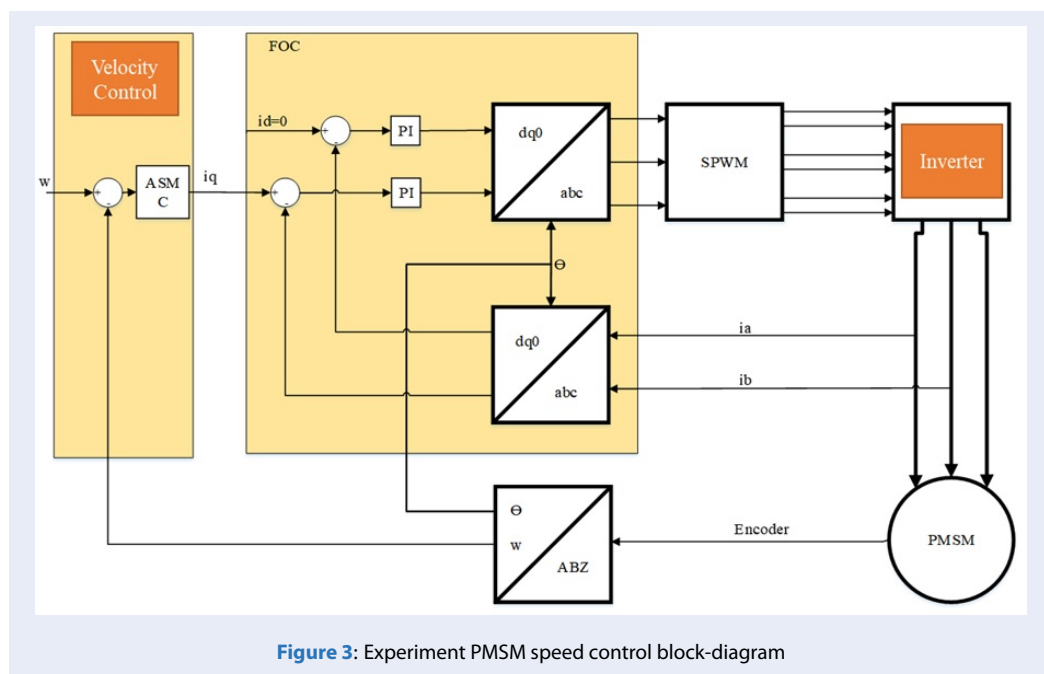 Velocity
Control
FOC
id=0
+
-
PI
dq0
abc
SPWM
Inverter
w
+
-
ASM
C
iq
+
-
PI
Ɵ
dq0
abc
ia
ib
Ɵ
w
ABZ
Encoder
PMSM
Figure 3: Experiment PMSM speed control block-diagram